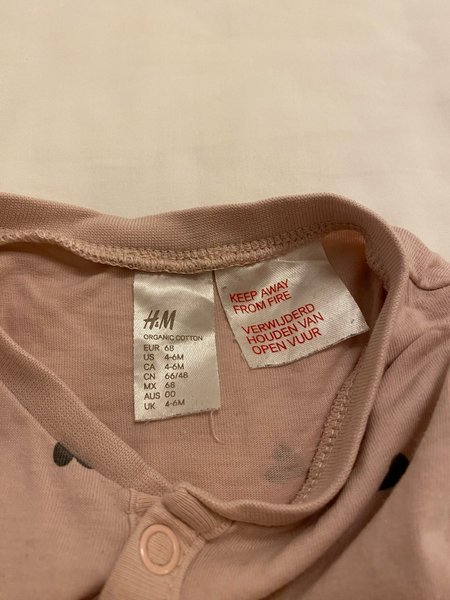 H&M
ORGANIC COTTON
EUR 68
US 4-6M
CA 4-6M
CN 66/48
MX 68
AUS 00
UK 4-6M
KEEP AWAY
FROM FIRE
VERWIJDERD
HOUDEN VAN
OPEN VUUR